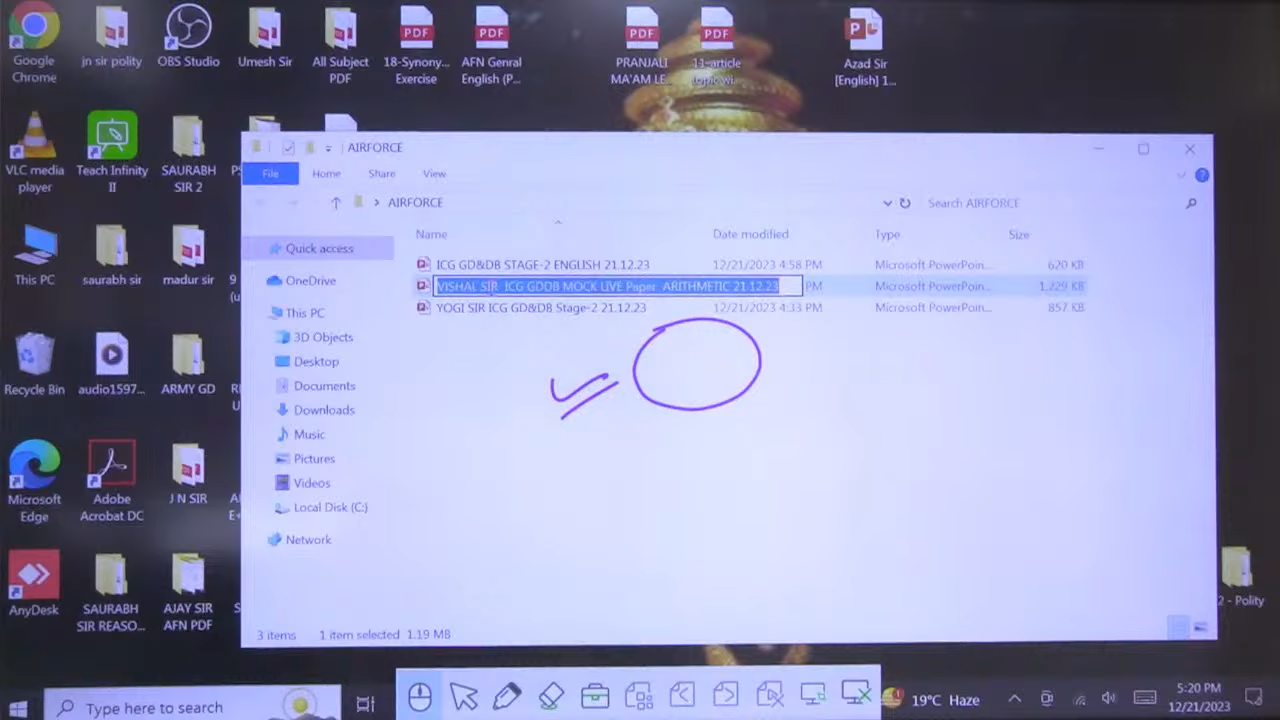 Google Chrome
jn sir polity
OBS Studio
Umesh Sir
All Subject PDF
18-Synony... Exercise
AFN Genral English (P...
PRANJALI MA'AM LE...
11-article topic wi...
Azad Sir [English] 1...
VLC media player
Teach Infinity II
SAURABH SIR 2
This PC
saurabh sir
madur sir
Recycle Bin
audio1597...
ARMY GD
Microsoft Edge
Adobe Acrobat DC
J N SIR
AnyDesk
SAURABH SIR REASO...
AJAY SIR AFN PDF
2 - Polity
AIRFORCE
File Home Share View
AIRFORCE
Search AIRFORCE
Name Date modified Type Size
ICG GD&DB STAGE-2 ENGLISH 21.12.23 12/21/2023 4:58 PM Microsoft PowerPoin... 620 KB
VISHAL SIR ICG GDDB MOCK LIVE Paper ARITHMETIC 21.12.23 PM Microsoft PowerPoin... 1,229 KB
YOGI SIR ICG GD&DB Stage-2 21.12.23 12/21/2023 4:33 PM Microsoft PowerPoin... 857 KB
Quick access
OneDrive
This PC
3D Objects
Desktop
Documents
Downloads
Music
Pictures
Videos
Local Disk (C:)
Network
3 items 1 item selected 1.19 MB
Type here to search
19°C Haze
5:20 PM
12/21/2023